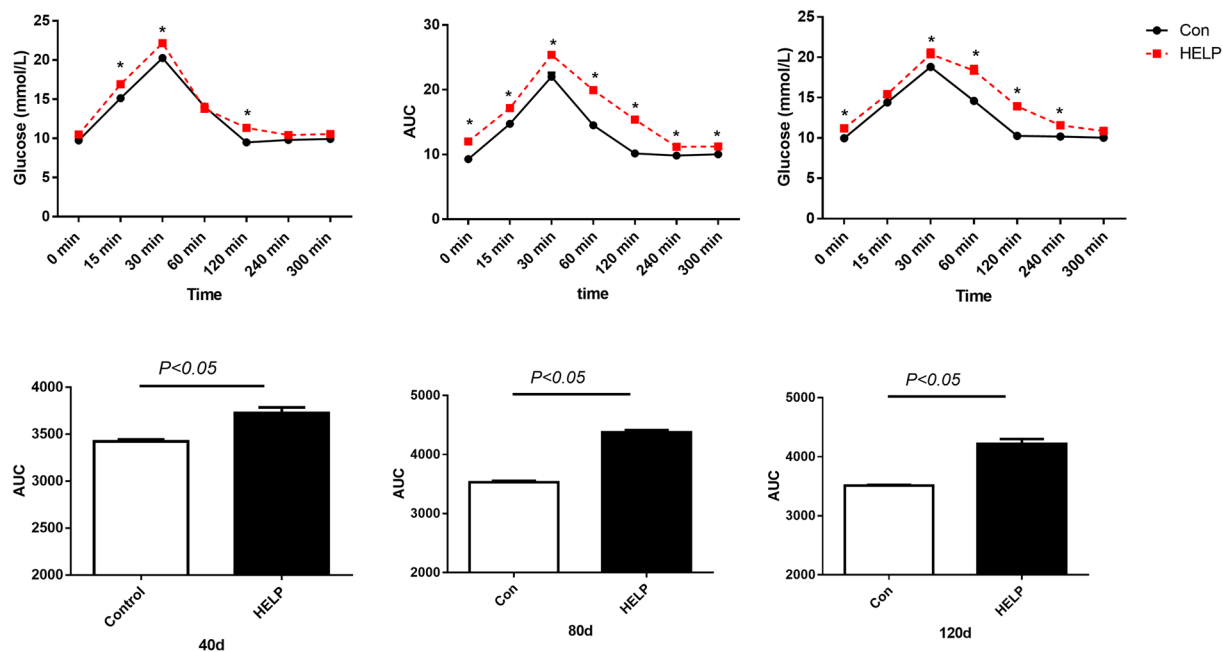 25
20
15
10
5
0
Glucose (mmol/L)
*
*
*
0 min
15 min
30 min
60 min
120 min
240 min
300 min
Time
30
20
10
0
AUC
*
*
*
*
*
*
*
0 min
15 min
30 min
60 min
120 min
240 min
300 min
time
25
20
15
10
5
0
Glucose (mmol/L)
*
*
*
*
*
0 min
15 min
30 min
60 min
120 min
240 min
300 min
Time
Con
HELP
P<0.05
4000
3500
3000
2500
2000
AUC
Control
HELP
40d
P<0.05
5000
4000
3000
2000
AUC
Con
HELP
80d
P<0.05
5000
4000
3000
2000
AUC
Con
HELP
120d